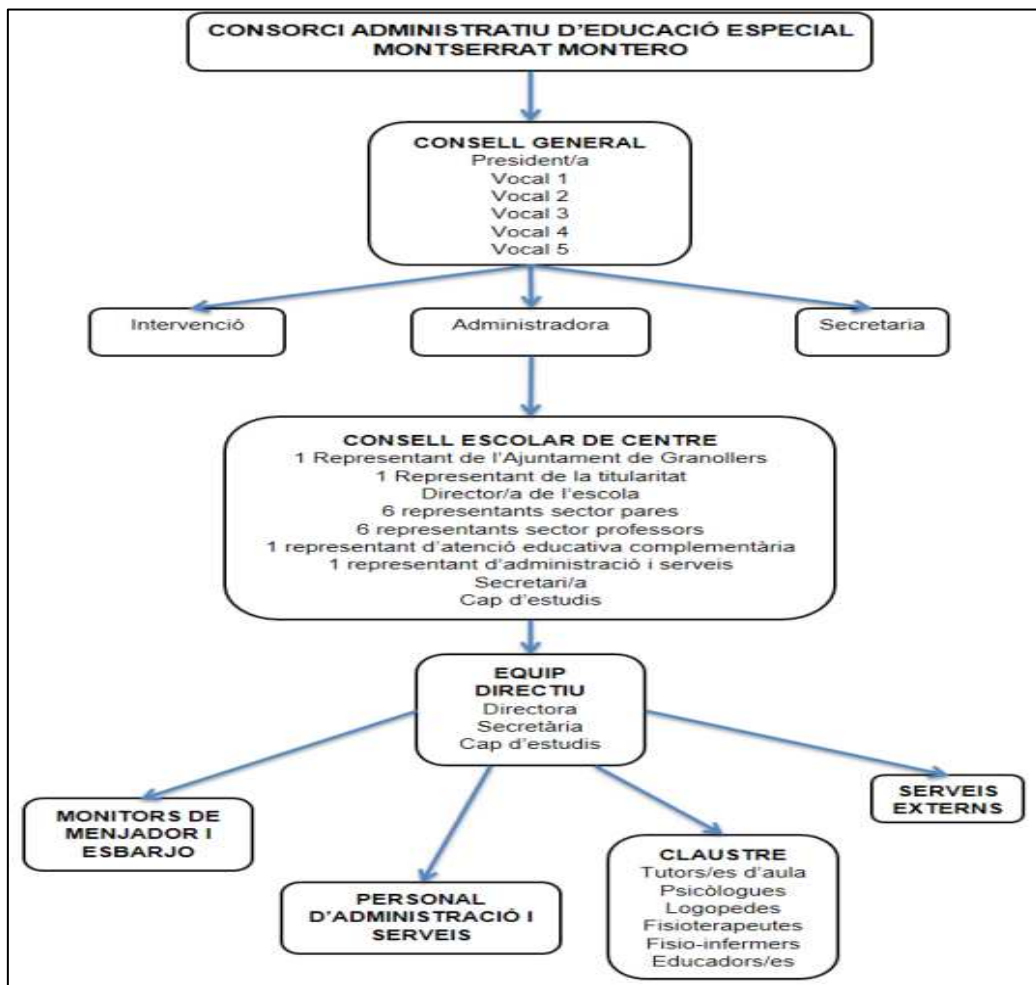 CONSORCI ADMINISTRATIU D'EDUCACIÓ ESPECIAL
MONTSERRAT MONTERO
CONSELL GENERAL
President/a
Vocal 1
Vocal 2
Vocal 3
Vocal 4
Vocal 5
Intervenció
Administradora
Secretaria
CONSELL ESCOLAR DE CENTRE
1 Representant de l'Ajuntament de Granollers
1 Representant de la titularitat
Director/a de l'escola
6 representants sector pares
6 representants sector professors
1 representant d'atenció educativa complementària
1 representant d'administració i serveis
Secretari/a
Cap d'estudis
EQUIP
DIRECTIU
Directora
Secretària
Cap d'estudis
MONITORS DE
MENJADOR I
ESBARJO
PERSONAL
D'ADMINISTRACIÓ I
SERVEIS
CLAUSTRE
Tutors/es d'aula
Psicòlogues
Logopedes
Fisioterapeutes
Fisio-infermers
Educadors/es
SERVEIS
EXTERNS